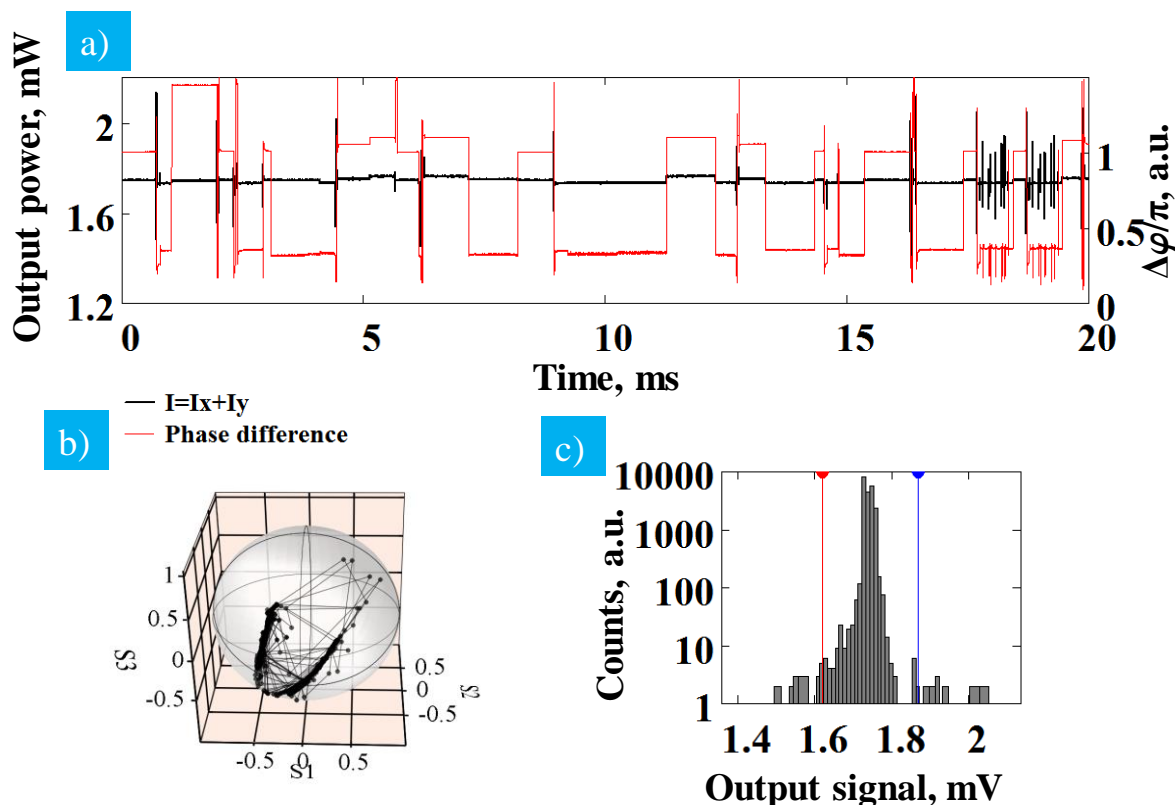 a)
Output power, mW
2
1.6
1.2
1
0.5
0
Δφ/π, a.u.
0 5 10 15 20
Time, ms
I=Ix+Iy
Phase difference
b)
1
0.5
0
-0.5
S3
-0.5 0 0.5
S1
0.5
0
-0.5
S2
c)
10000
1000
100
10
1
Counts, a.u.
1.4 1.6 1.8 2
Output signal, mV